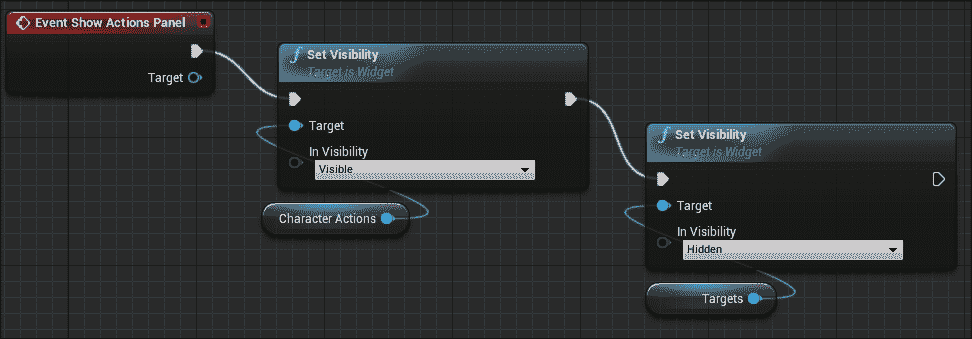 Event Show Actions Panel
Target
Set Visibility
Target is Widget
Target
In Visibility
Visible
Character Actions
Set Visibility
Target is Widget
Target
In Visibility
Hidden
Targets